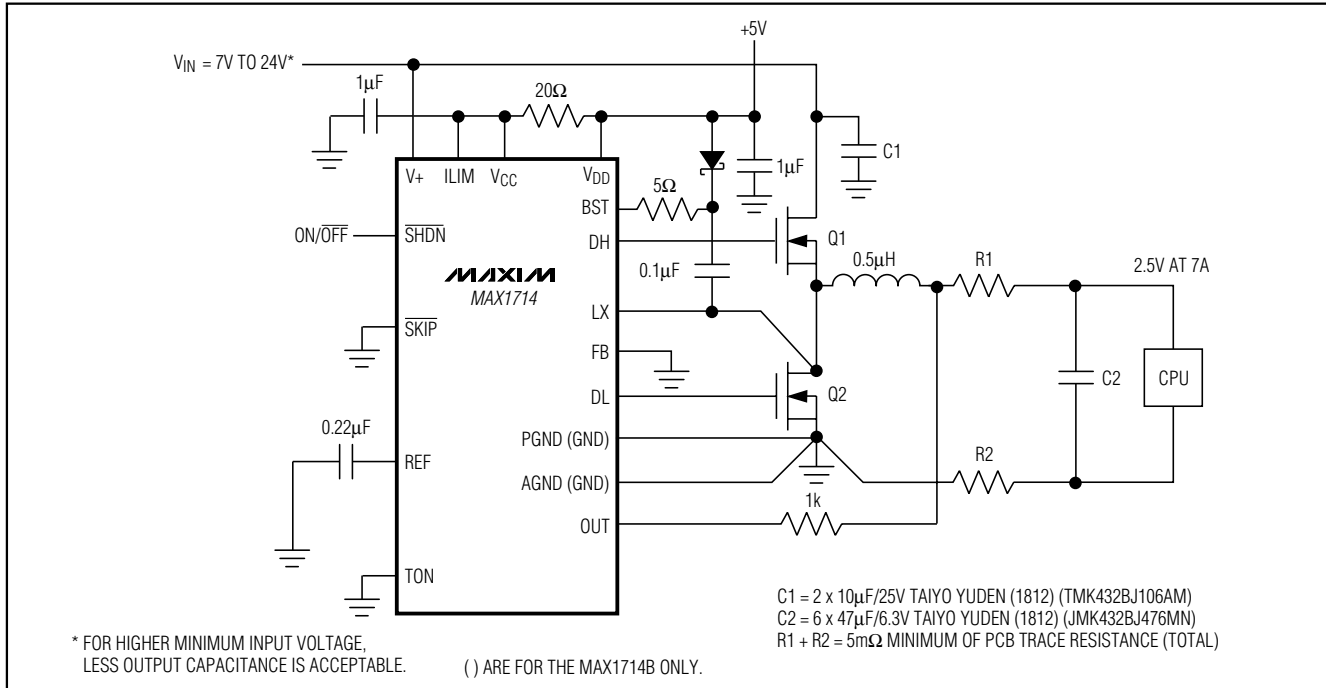 +5V
VIN = 7V TO 24V*
1µF
20Ω
C1
1µF
V+
ILIM
VCC
VDD
5Ω
BST
ON/OFF
SHDN
DH
Q1
MAXIM
MAX1714
0.1µF
0.5µH
R1
2.5V AT 7A
LX
SKIP
FB
C2
CPU
DL
Q2
0.22µF
PGND (GND)
REF
R2
AGND (GND)
1k
OUT
TON
C1 = 2 x 10µF/25V TAIYO YUDEN (1812) (TMK432BJ106AM)
C2 = 6 x 47µF/6.3V TAIYO YUDEN (1812) (JMK432BJ476MN)
R1 + R2 = 5mΩ MINIMUM OF PCB TRACE RESISTANCE (TOTAL)
* FOR HIGHER MINIMUM INPUT VOLTAGE,
LESS OUTPUT CAPACITANCE IS ACCEPTABLE.
( ) ARE FOR THE MAX1714B ONLY.